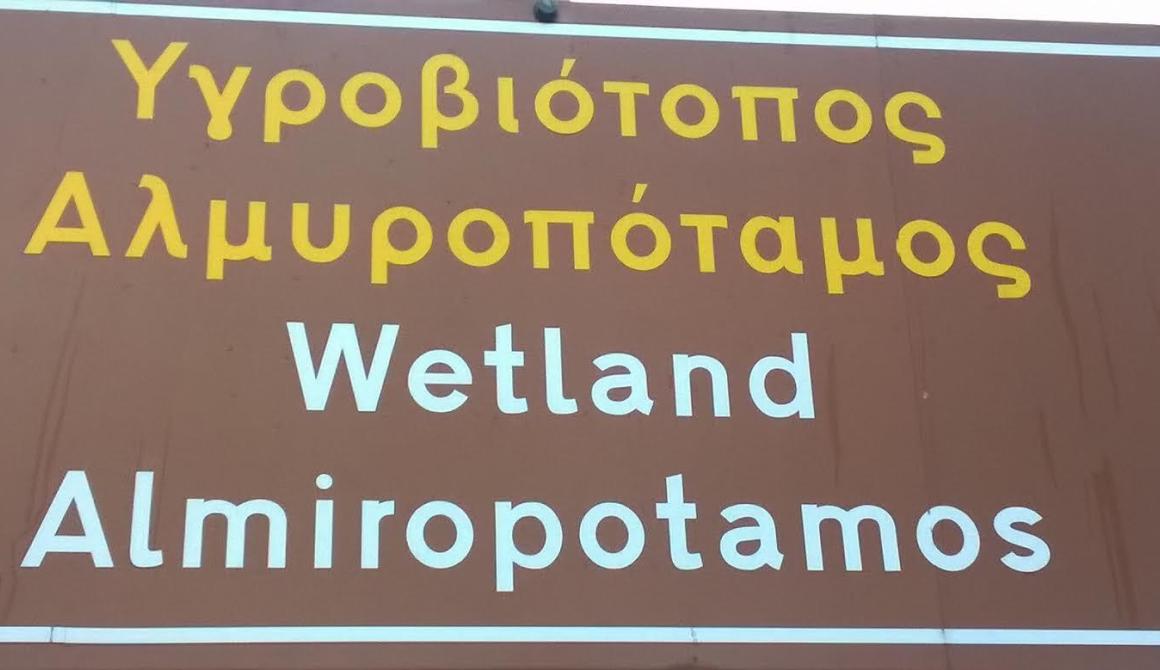 Υγροβιότοπος
Αλμυροπόταμος
Wetland
Almiropotamos